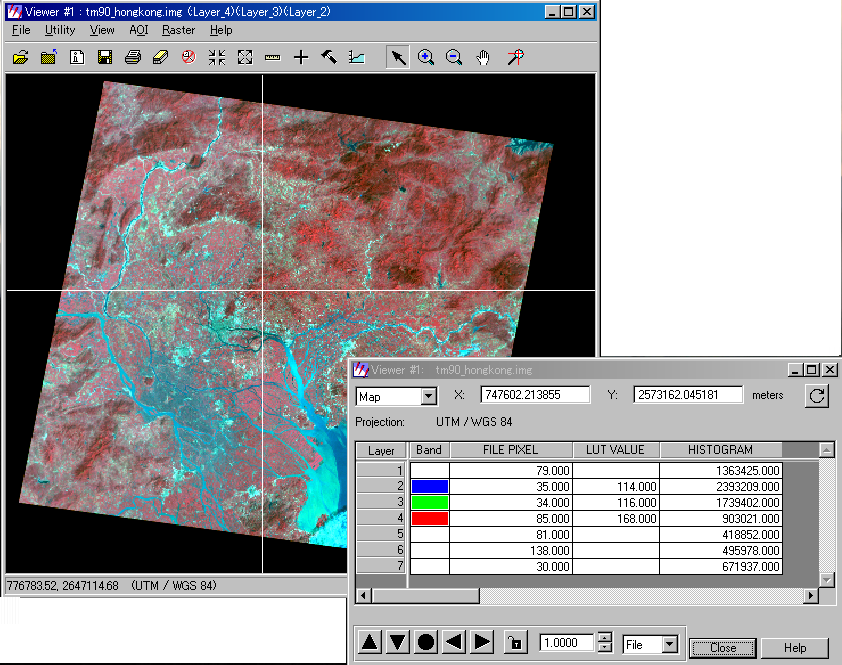 Viewer #1 : tm90_hongkong.img (Layer_4)(Layer_3)(Layer_2)
File Utility View AOI Raster Help
776783.52, 2647114.68 (UTM / WGS 84)
Viewer #1: tm90_hongkong.img
Map X: 747602.213855 Y: 2573162.045181 meters
Projection: UTM / WGS 84
Layer Band FILE PIXEL LUT VALUE HISTOGRAM
1 79.000 1363425.000
2 35.000 114.000 2393209.000
3 34.000 116.000 1739402.000
4 85.000 168.000 903021.000
5 81.000 418852.000
6 138.000 495978.000
7 30.000 671937.000
1.0000 File Close Help